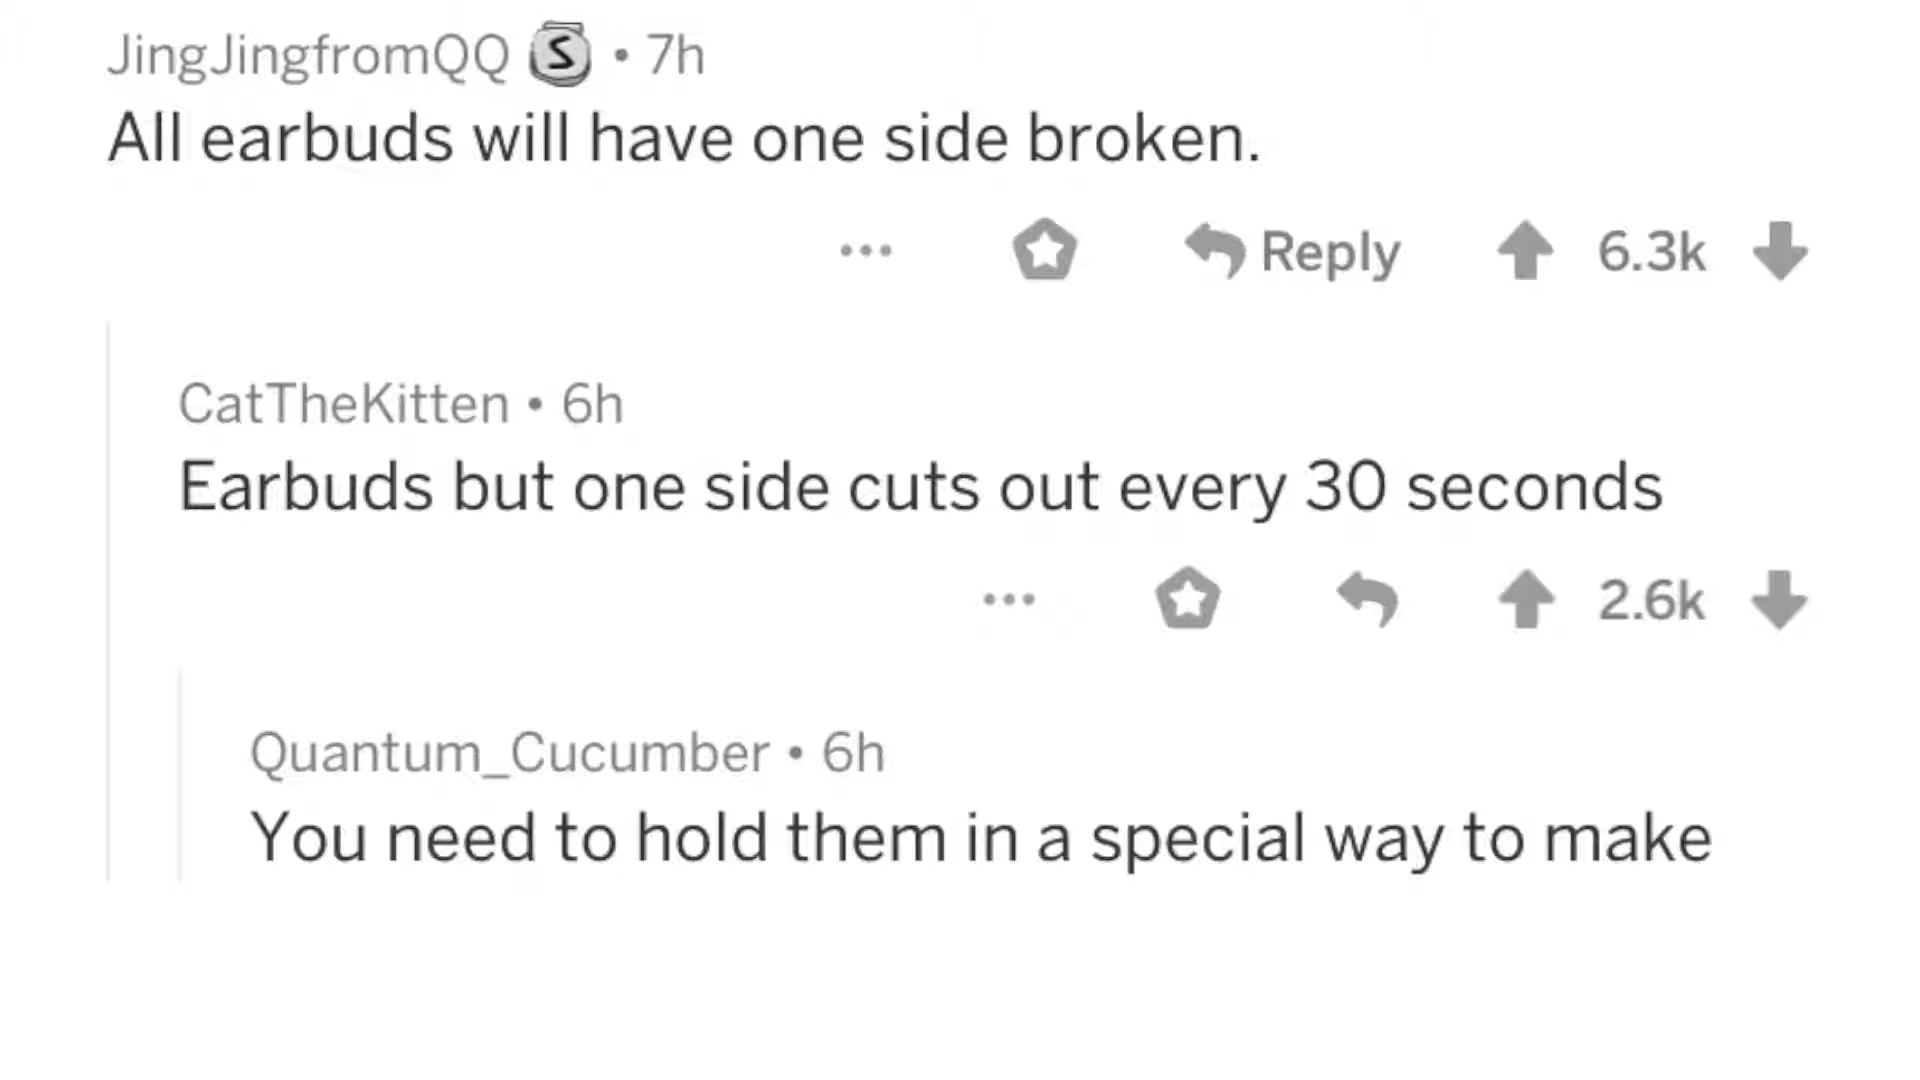 JingJingfromQQ S • 7h
All earbuds will have one side broken.
... Reply 6.3k
CatTheKitten • 6h
Earbuds but one side cuts out every 30 seconds
... 2.6k
Quantum_Cucumber • 6h
You need to hold them in a special way to make